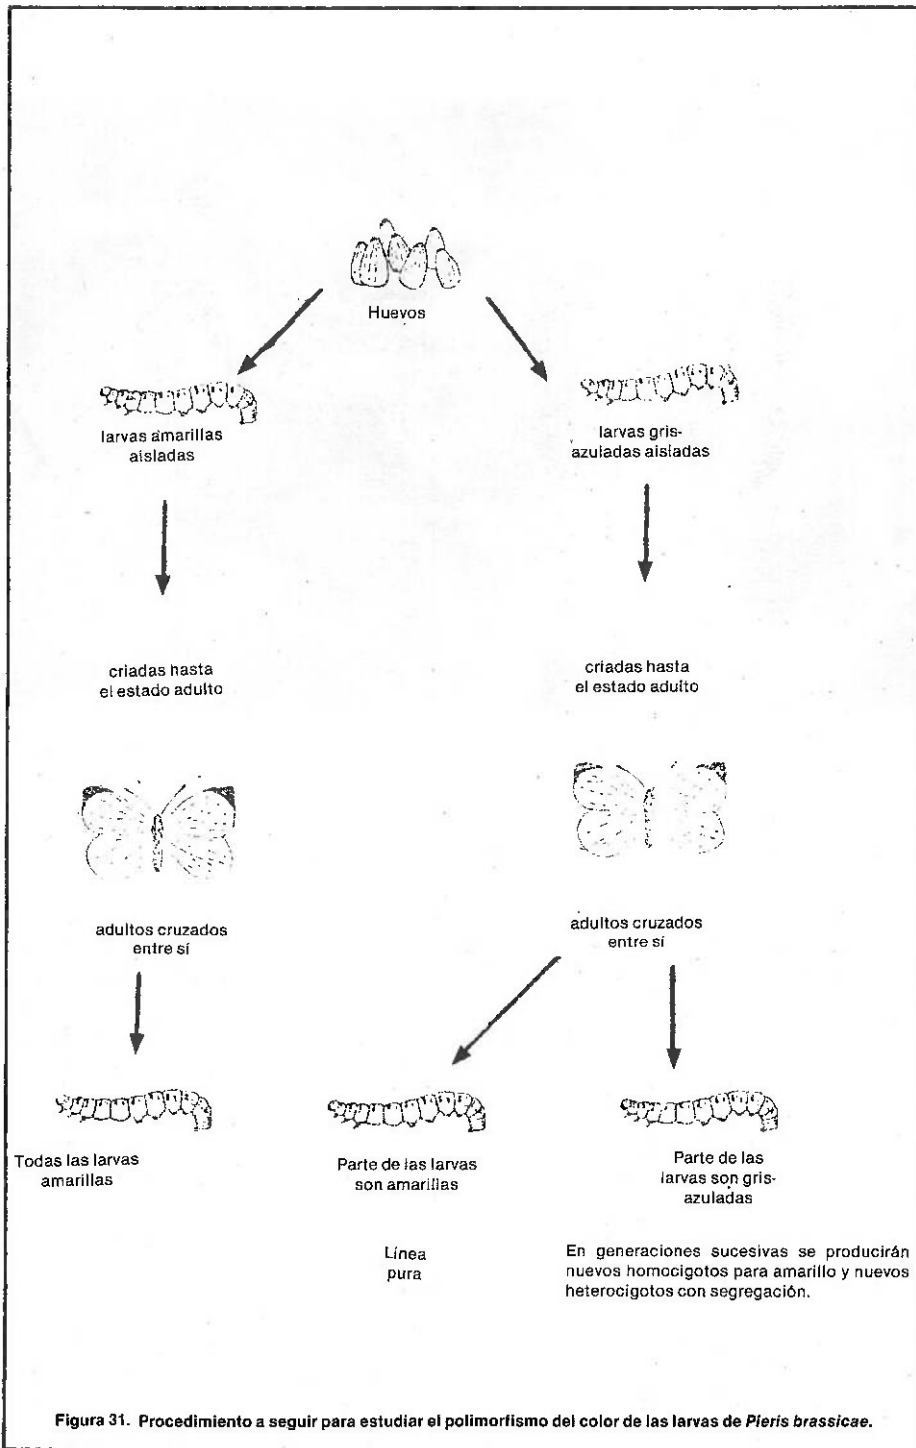 Huevos
larvas amarillas
aisladas
larvas gris-
azuladas aisladas
criadas hasta
el estado adulto
criadas hasta
el estado adulto
adultos cruzados
entre sí
adultos cruzados
entre sí
Todas las larvas
amarillas
Parte de las larvas
son amarillas
Parte de las
larvas son gris-
azuladas
Línea
pura
En generaciones sucesivas se producirán
nuevos homocigotos para amarillo y nuevos
heterocigotos con segregación.
Figura 31. Procedimiento a seguir para estudiar el polimorfismo del color de las larvas de Pieris brassicae.